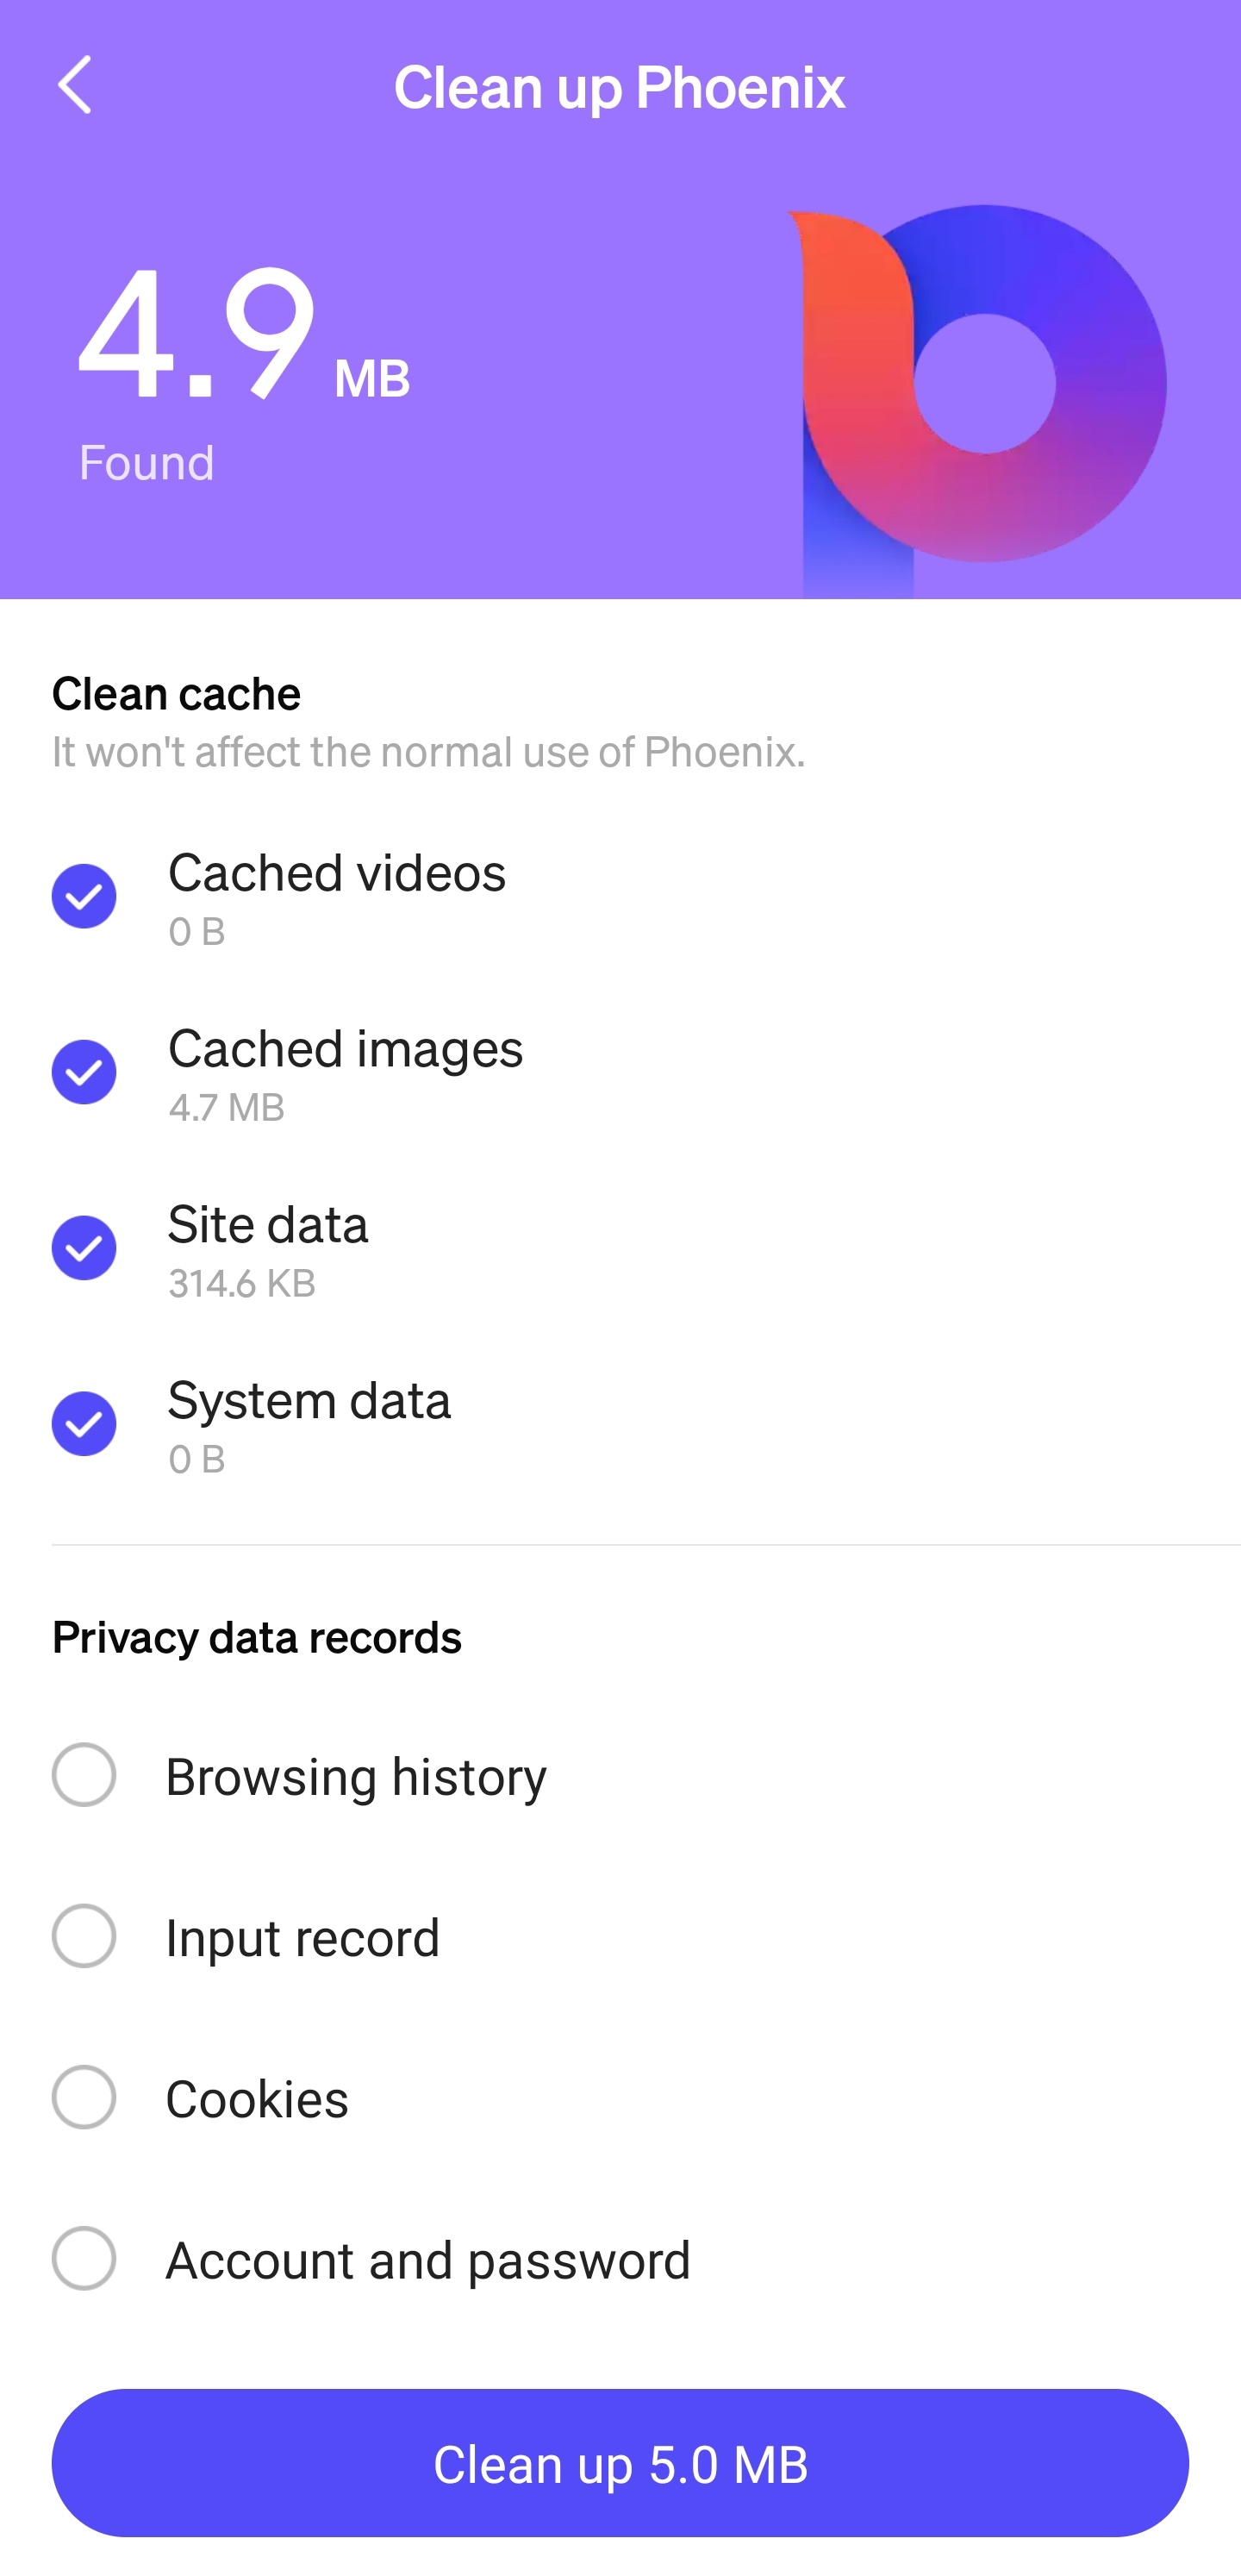 Clean up Phoenix
4.9 MB
Found
Clean cache
It won't affect the normal use of Phoenix.
Cached videos
0 B
Cached images
4.7 MB
Site data
314.6 KB
System data
0 B
Privacy data records
Browsing history
Input record
Cookies
Account and password
Clean up 5.0 MB